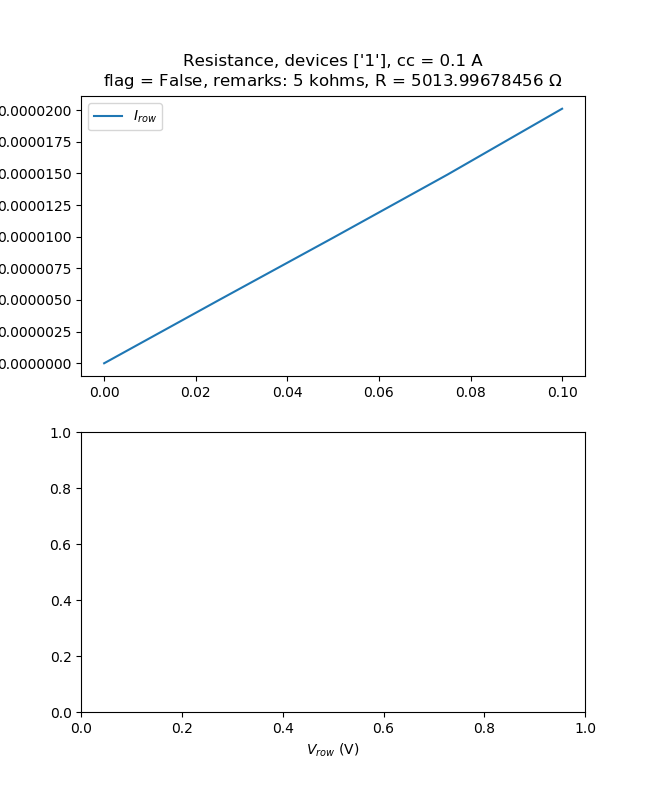 Resistance, devices ['1'], cc = 0.1 A
flag = False, remarks: 5 kohms, R = 5013.99678456 Ω
I_row
0.0000200
0.0000175
0.0000150
0.0000125
0.0000100
0.0000075
0.0000050
0.0000025
0.0000000
0.00 0.02 0.04 0.06 0.08 0.10
1.0
0.8
0.6
0.4
0.2
0.0
0.0 0.2 0.4 0.6 0.8 1.0
V_row (V)